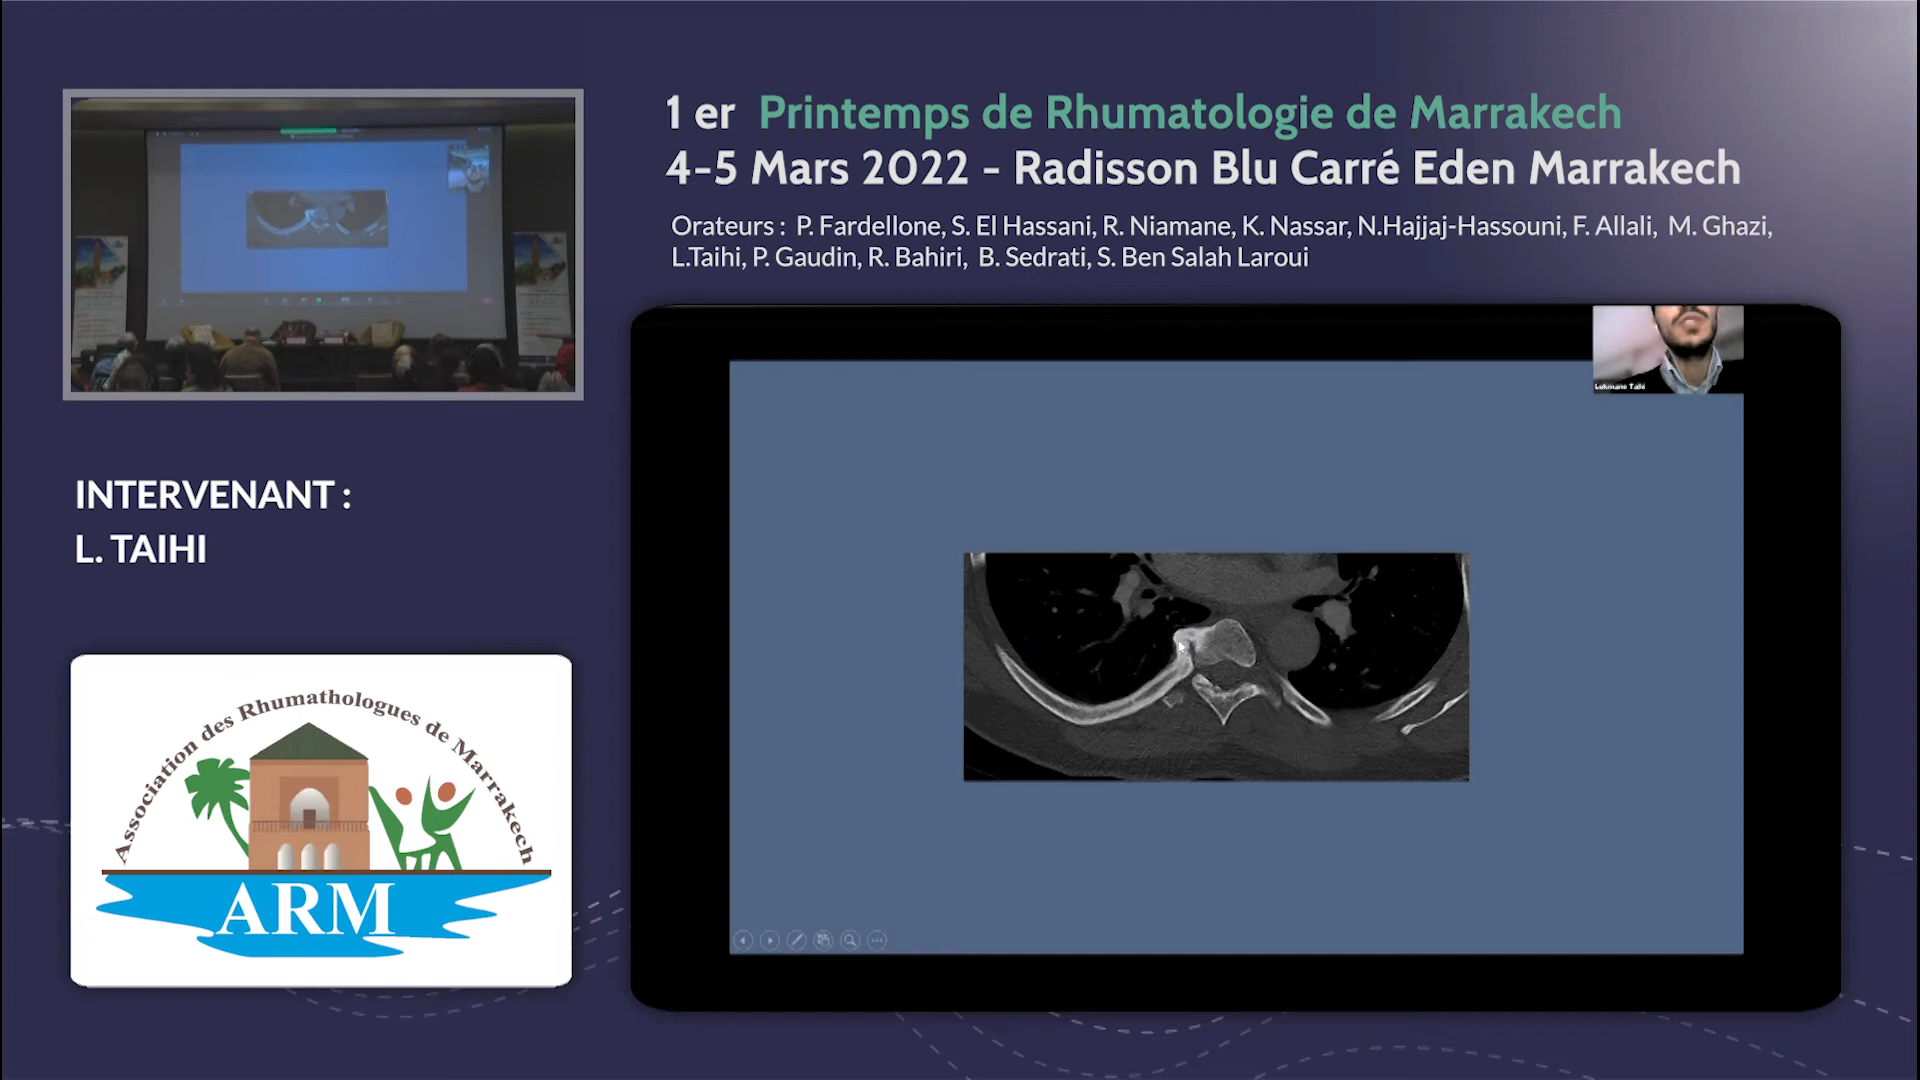 1 er Printemps de Rhumatologie de Marrakech
4-5 Mars 2022 - Radisson Blu Carré Eden Marrakech
Orateurs : P. Fardellone, S. El Hassani, R. Niamane, K. Nassar, N.Hajjaj-Hassouni, F. Allali, M. Ghazi,
L.Taihi, P. Gaudin, R. Bahiri, B. Sedrati, S. Ben Salah Laroui
Lokmane Taihi
INTERVENANT :
L. TAIHI
Association des Rhumathologues de Marrakech
ARM